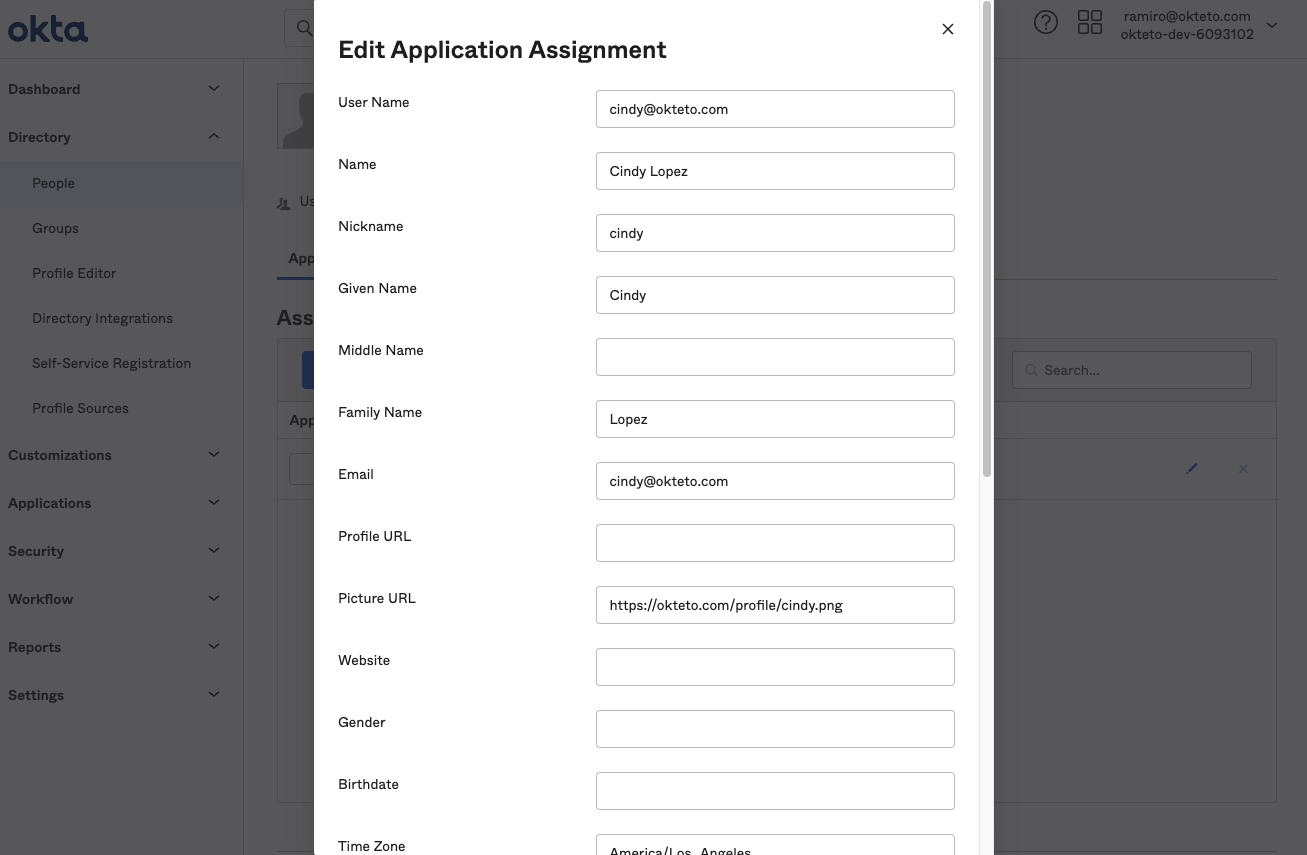 okta
ramiro@okteto.com
okteto-dev-6093102
Dashboard
Directory
People
Groups
Profile Editor
Directory Integrations
Self-Service Registration
Profile Sources
Customizations
Applications
Security
Workflow
Reports
Settings
Us
App
Ass
Search...
App
Edit Application Assignment
User Name
cindy@okteto.com
Name
Cindy Lopez
Nickname
cindy
Given Name
Cindy
Middle Name
Family Name
Lopez
Email
cindy@okteto.com
Profile URL
Picture URL
https://okteto.com/profile/cindy.png
Website
Gender
Birthdate
Time Zone
America/Los_Angeles